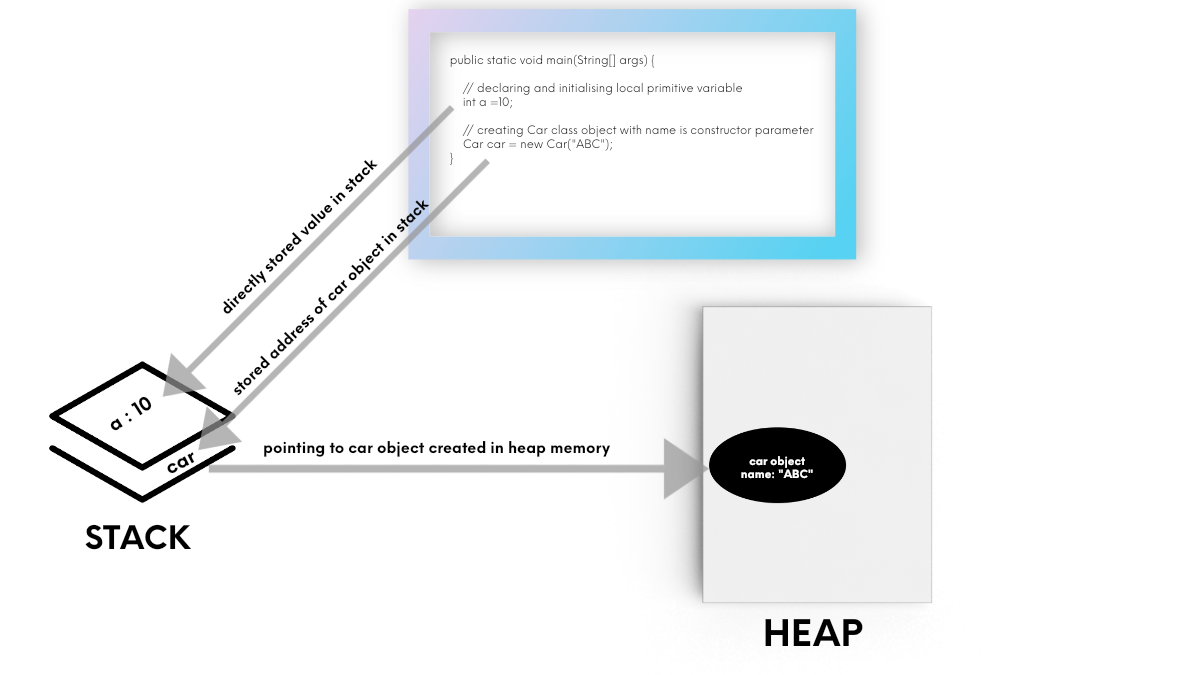 public static void main(String[] args) {
// declaring and initialising local primitive variable
int a =10;
// creating Car class object with name is constructor parameter
Car car = new Car("ABC");
}
directly stored value in stack
stored address of car object in stack
a : 10
car
pointing to car object created in heap memory
car object
name: "ABC"
STACK
HEAP